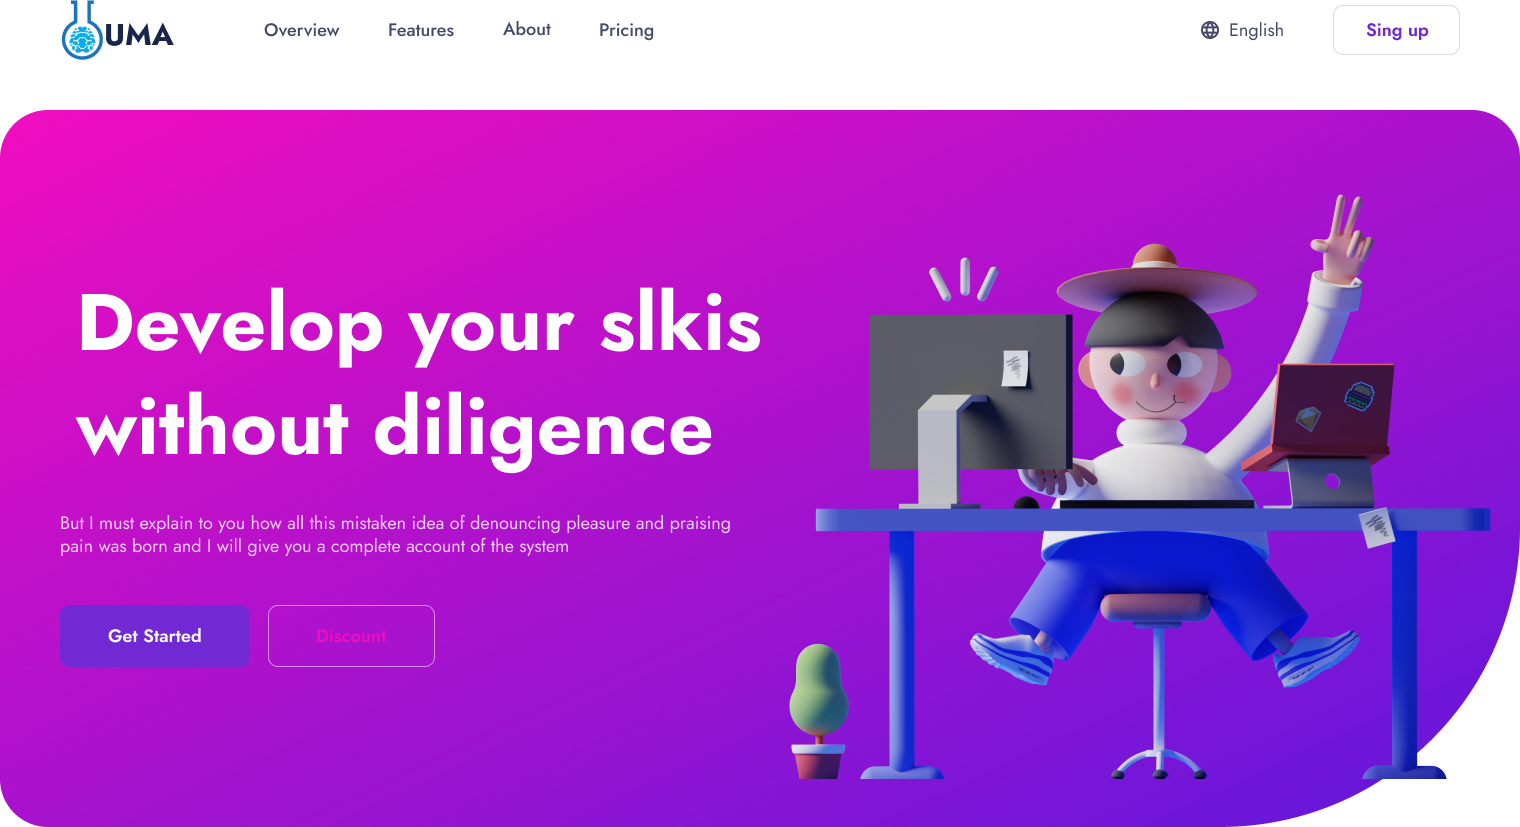 UMA
Overview Features About Pricing English Sing up
Develop your slkis
without diligence
But I must explain to you how all this mistaken idea of denouncing pleasure and praising
pain was born and I will give you a complete account of the system
Get Started Discount